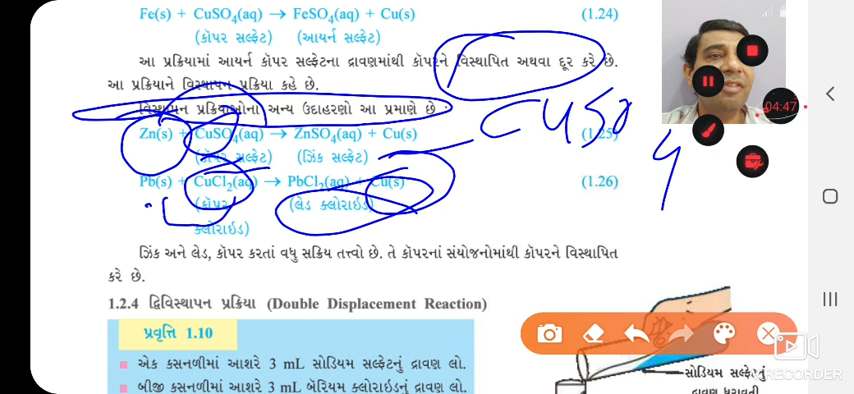 Fe(s) + CuSO₄(aq) → FeSO₄(aq) + Cu(s) (1.24)
(કૉપર સલ્ફેટ) (આયર્ન સલ્ફેટ)
આ પ્રક્રિયામાં આયર્ન કૉપર સલ્ફેટના દ્રાવણમાંથી કૉપરને વિસ્થાપિત અથવા દૂર કરે છે.
આ પ્રક્રિયાને વિસ્થાપન પ્રક્રિયા કહે છે.
વિસ્થાપન પ્રક્રિયાઓના અન્ય ઉદાહરણો આ પ્રમાણે છે :
Zn(s) + CuSO₄(aq) → ZnSO₄(aq) + Cu(s) (1.25)
(કૉપર સલ્ફેટ) (ઝિંક સલ્ફેટ)
CuSO4
Pb(s) + CuCl₂(aq) → PbCl₂(aq) + Cu(s) (1.26)
(કૉપર (લેડ ક્લોરાઇડ)
ક્લોરાઇડ)
ઝિંક અને લેડ, કૉપર કરતાં વધુ સક્રિય તત્ત્વો છે. તે કૉપરનાં સંયોજનોમાંથી કૉપરને વિસ્થાપિત
કરે છે.
1.2.4 દ્વિવિસ્થાપન પ્રક્રિયા (Double Displacement Reaction)
પ્રવૃત્તિ 1.10
એક કસનળીમાં આશરે 3 mL સોડિયમ સલ્ફેટનું દ્રાવણ લો.
બીજી કસનળીમાં આશરે 3 mL બેરિયમ ક્લોરાઇડનું દ્રાવણ લો.
સોડિયમ સલ્ફેટનું
દ્રાવણ ધરાવતી
04:47
RECORDER